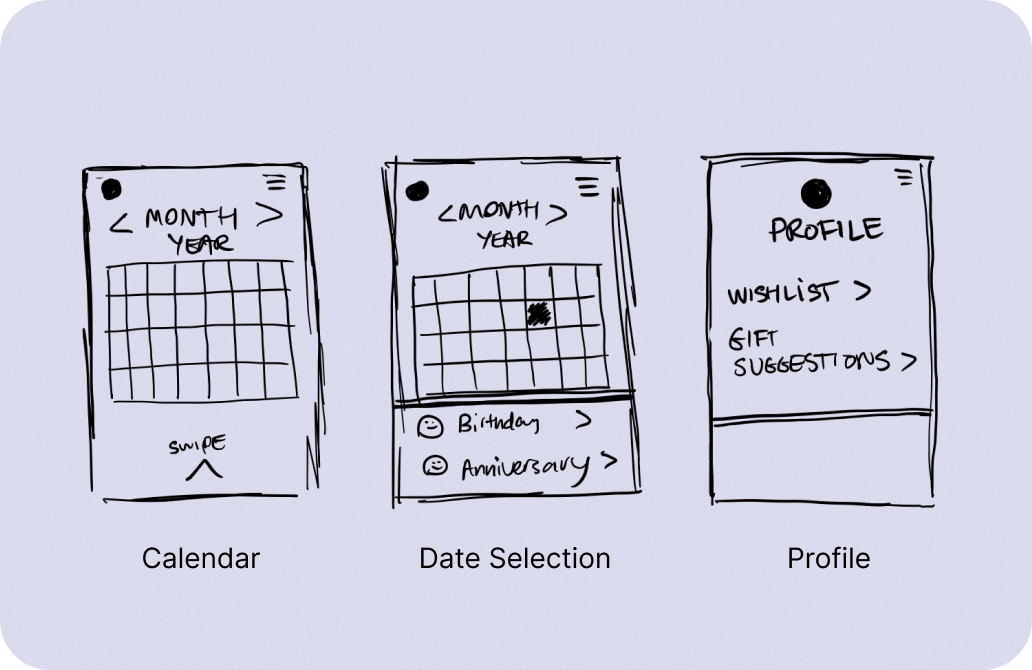 < MONTH >
YEAR
SWIPE
Calendar
<MONTH >
YEAR
Birthday >
Anniversary >
Date Selection
PROFILE
WISHLIST >
GIFT
SUGGESTIONS >
Profile